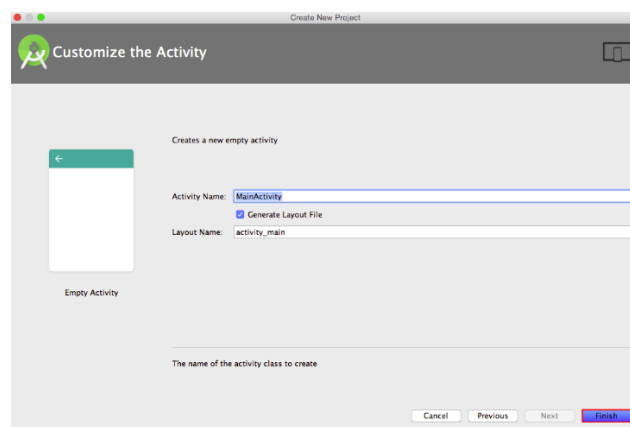 Create New Project
Customize the Activity
Creates a new empty activity
←
Activity Name: MainActivity
Generate Layout File
Layout Name: activity_main
Empty Activity
The name of the activity class to create
Cancel Previous Next Finish